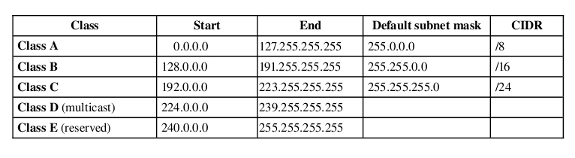 Class Start End Default subnet mask CIDR
Class A 0.0.0.0 127.255.255.255 255.0.0.0 /8
Class B 128.0.0.0 191.255.255.255 255.255.0.0 /16
Class C 192.0.0.0 223.255.255.255 255.255.255.0 /24
Class D (multicast) 224.0.0.0 239.255.255.255
Class E (reserved) 240.0.0.0 255.255.255.255